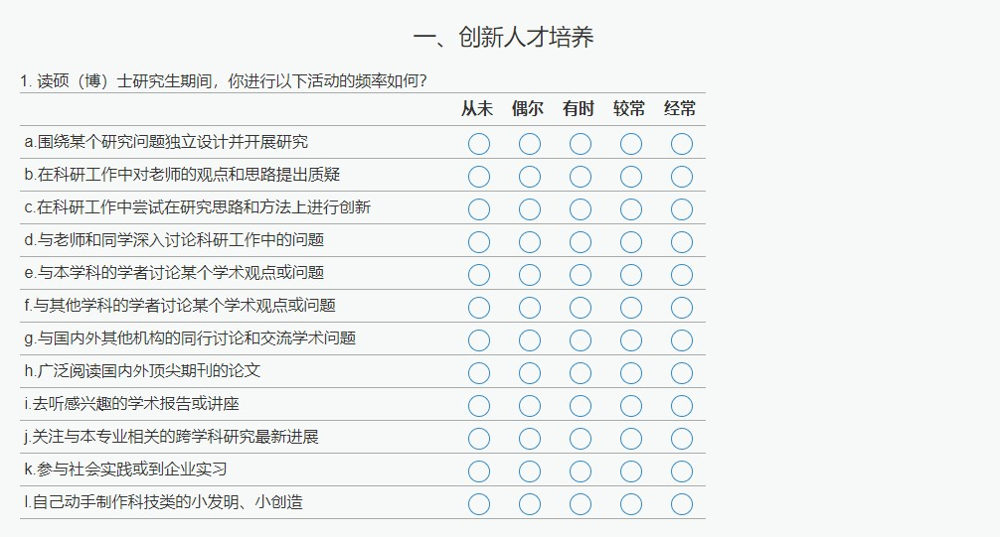 一、创新人才培养
1. 读硕（博）士研究生期间，你进行以下活动的频率如何？
从未 偶尔 有时 较常 经常
a.围绕某个研究问题独立设计并开展研究
b.在科研工作中对老师的观点和思路提出质疑
c.在科研工作中尝试在研究思路和方法上进行创新
d.与老师和同学深入讨论科研工作中的问题
e.与本学科的学者讨论某个学术观点或问题
f.与其他学科的学者讨论某个学术观点或问题
g.与国内外其他机构的同行讨论和交流学术问题
h.广泛阅读国内外顶尖期刊的论文
i.去听感兴趣的学术报告或讲座
j.关注与本专业相关的跨学科研究最新进展
k.参与社会实践或到企业实习
l.自己动手制作科技类的小发明、小创造